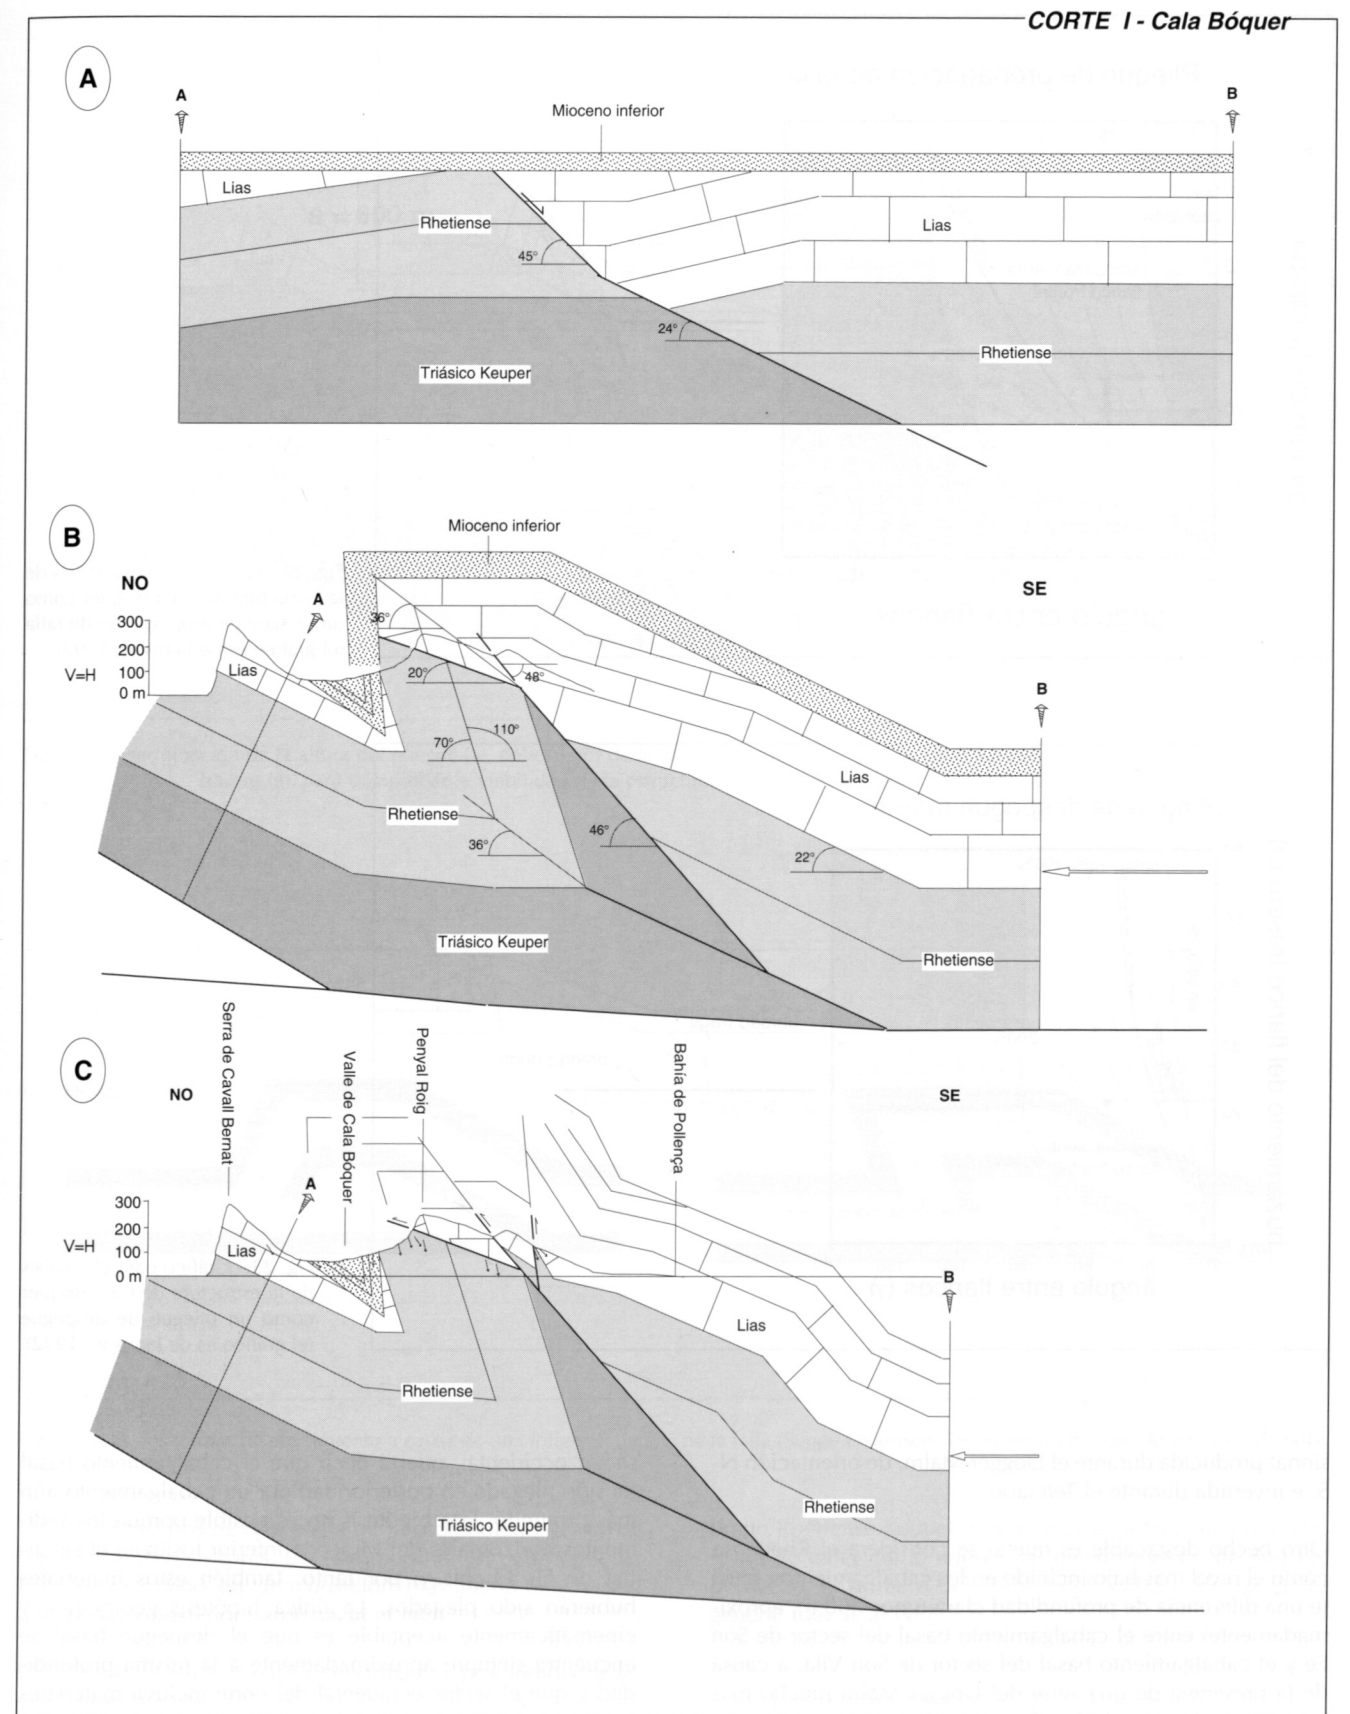 CORTE I - Cala Bóquer
A
A
B
Mioceno inferior
Lias
Rhetiense
Lias
45°
24°
Rhetiense
Triásico Keuper
B
Mioceno inferior
NO
SE
A
300
200
100
0 m
V=H
Lias
36°
20°
48°
B
70°
110°
Lias
Rhetiense
36°
46°
22°
Triásico Keuper
Rhetiense
C
NO
Serra de Cavall Bernat
Valle de Cala Bóquer
Penyal Roig
Bahía de Pollença
SE
A
300
200
100
0 m
V=H
Lias
B
Lias
Rhetiense
Rhetiense
Triásico Keuper